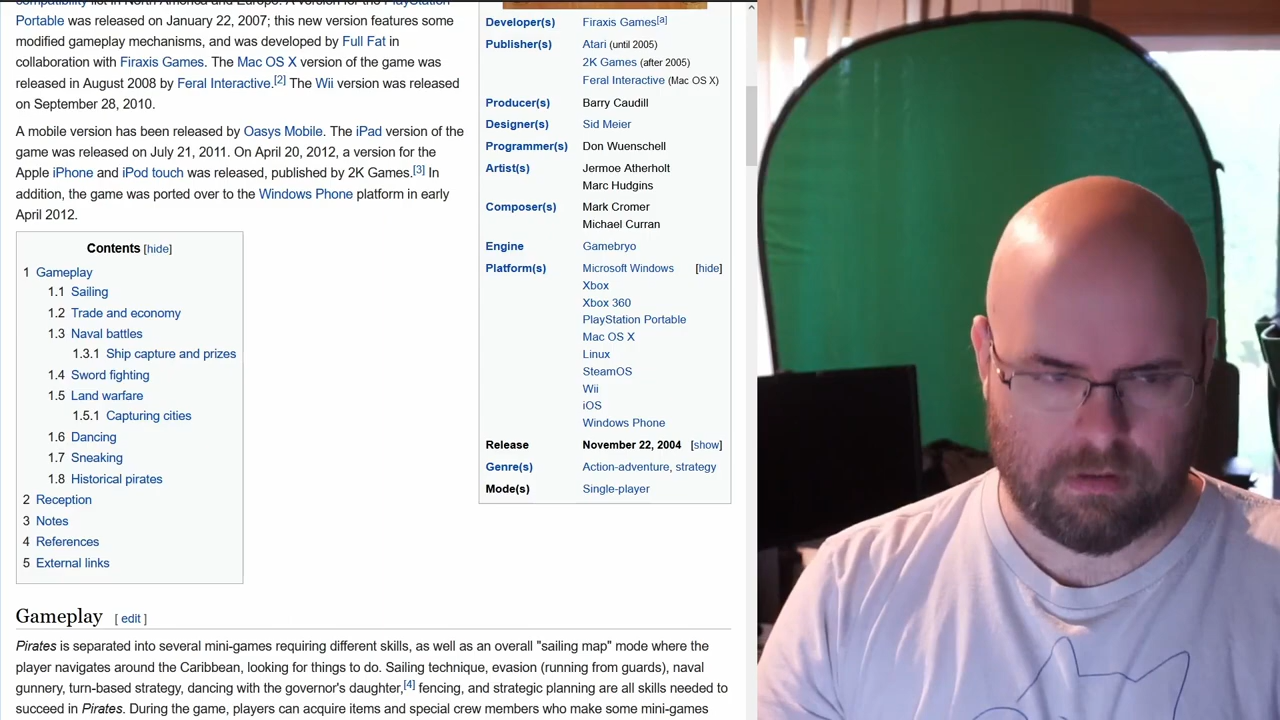 compatibility list in North America and Europe. A version for the PlayStation
Portable was released on January 22, 2007; this new version features some
modified gameplay mechanisms, and was developed by Full Fat in
collaboration with Firaxis Games. The Mac OS X version of the game was
released in August 2008 by Feral Interactive.[2] The Wii version was released
on September 28, 2010.
A mobile version has been released by Oasys Mobile. The iPad version of the
game was released on July 21, 2011. On April 20, 2012, a version for the
Apple iPhone and iPod touch was released, published by 2K Games.[3] In
addition, the game was ported over to the Windows Phone platform in early
April 2012.
Contents [hide]
1 Gameplay
1.1 Sailing
1.2 Trade and economy
1.3 Naval battles
1.3.1 Ship capture and prizes
1.4 Sword fighting
1.5 Land warfare
1.5.1 Capturing cities
1.6 Dancing
1.7 Sneaking
1.8 Historical pirates
2 Reception
3 Notes
4 References
5 External links
Developer(s) Firaxis Games[a]
Publisher(s) Atari (until 2005)
2K Games (after 2005)
Feral Interactive (Mac OS X)
Producer(s) Barry Caudill
Designer(s) Sid Meier
Programmer(s) Don Wuenschell
Artist(s) Jermoe Atherholt
Marc Hudgins
Composer(s) Mark Cromer
Michael Curran
Engine Gamebryo
Platform(s) Microsoft Windows [hide]
Xbox
Xbox 360
PlayStation Portable
Mac OS X
Linux
SteamOS
Wii
iOS
Windows Phone
Release November 22, 2004 [show]
Genre(s) Action-adventure, strategy
Mode(s) Single-player
Gameplay [ edit ]
Pirates is separated into several mini-games requiring different skills, as well as an overall "sailing map" mode where the
player navigates around the Caribbean, looking for things to do. Sailing technique, evasion (running from guards), naval
gunnery, turn-based strategy, dancing with the governor's daughter,[4] fencing, and strategic planning are all skills needed to
succeed in Pirates. During the game, players can acquire items and special crew members who make some mini-games